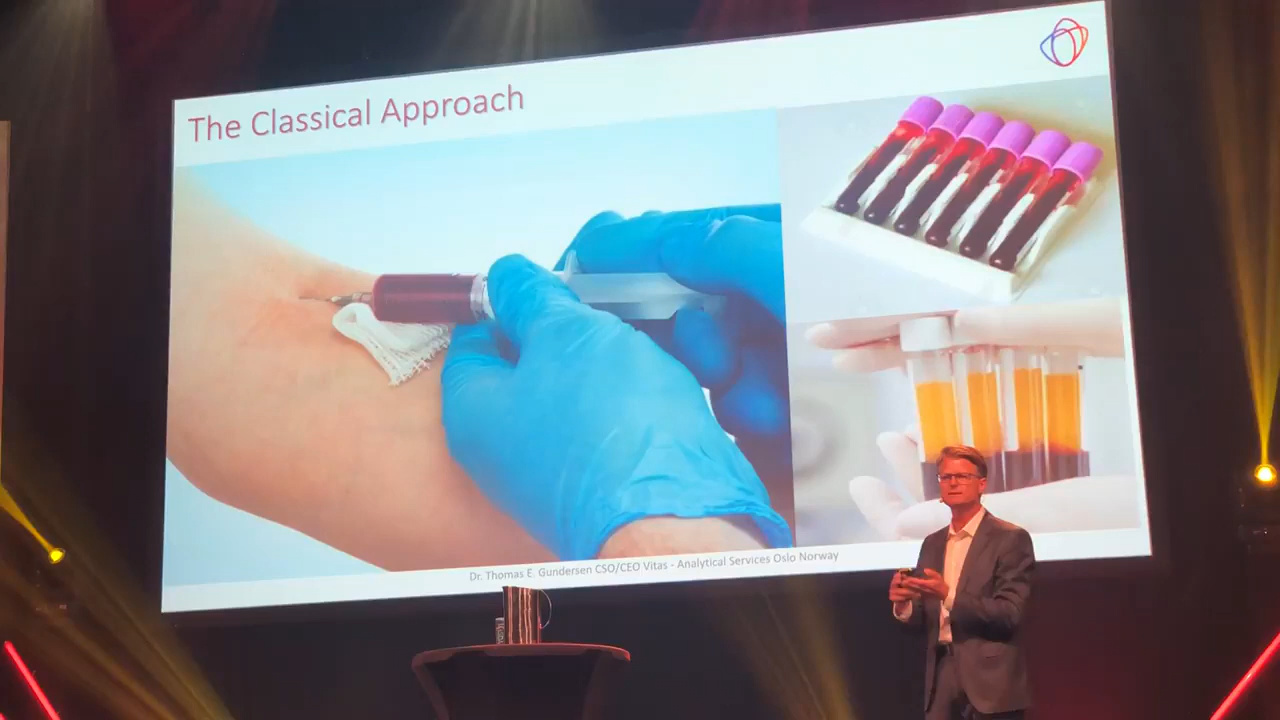 The Classical Approach
Dr. Thomas E. Gundersen CSO/CEO Vitas - Analytical Services Oslo Norway